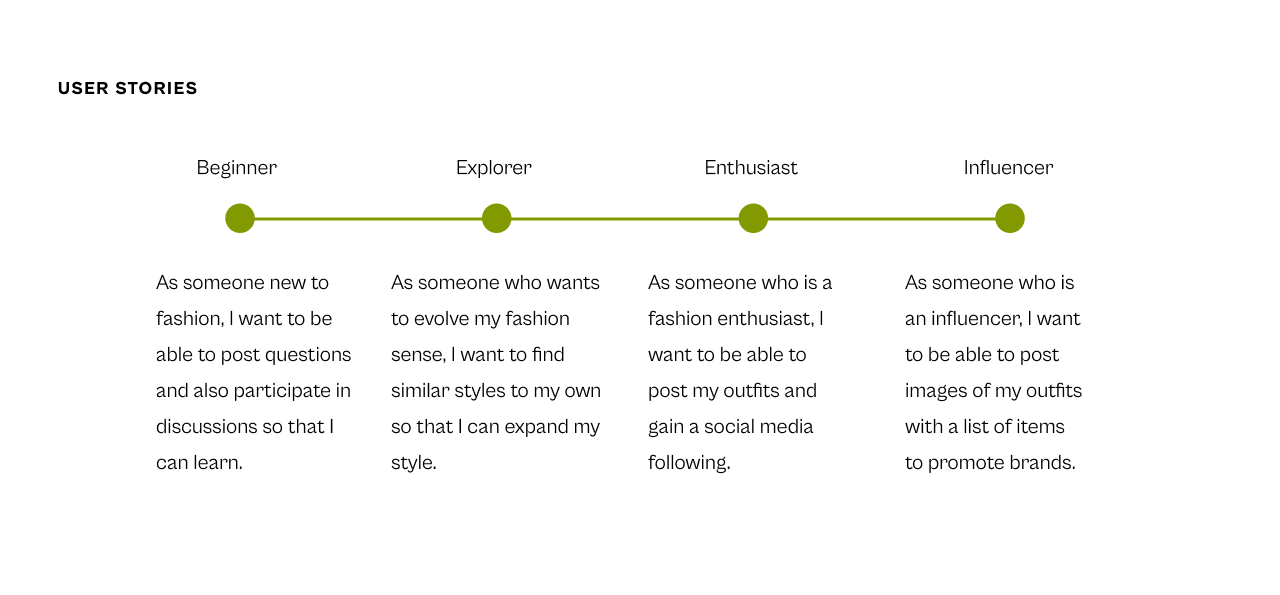 USER STORIES
Beginner
Explorer
Enthusiast
Influencer
As someone new to
fashion, I want to be
able to post questions
and also participate in
discussions so that I
can learn.
As someone who wants
to evolve my fashion
sense, I want to find
similar styles to my own
so that I can expand my
style.
As someone who is a
fashion enthusiast, I
want to be able to
post my outfits and
gain a social media
following.
As someone who is
an influencer, I want
to be able to post
images of my outfits
with a list of items
to promote brands.